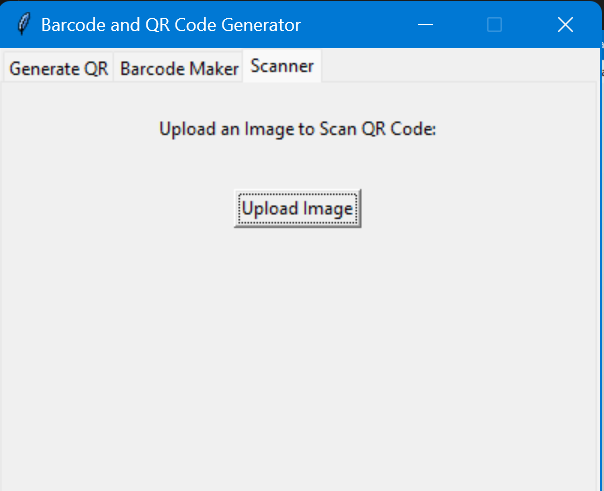 Barcode and QR Code Generator
Generate QR Barcode Maker Scanner
Upload an Image to Scan QR Code:
Upload Image